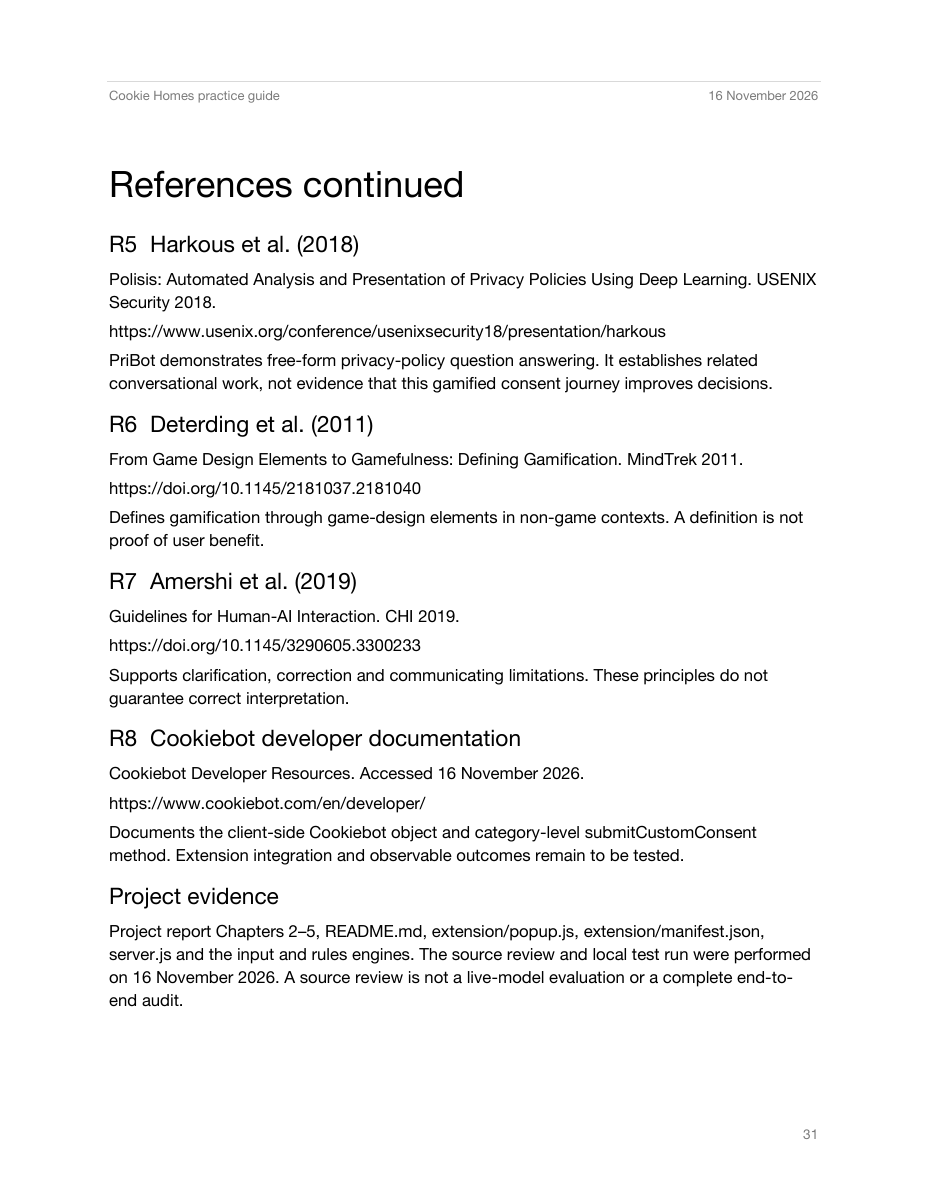 Cookie Homes practice guide
16 November 2026
References continued
R5 Harkous et al. (2018)
Polisis: Automated Analysis and Presentation of Privacy Policies Using Deep Learning. USENIX
Security 2018.
https://www.usenix.org/conference/usenixsecurity18/presentation/harkous
PriBot demonstrates free-form privacy-policy question answering. It establishes related
conversational work, not evidence that this gamified consent journey improves decisions.
R6 Deterding et al. (2011)
From Game Design Elements to Gamefulness: Defining Gamification. MindTrek 2011.
https://doi.org/10.1145/2181037.2181040
Defines gamification through game-design elements in non-game contexts. A definition is not
proof of user benefit.
R7 Amershi et al. (2019)
Guidelines for Human-AI Interaction. CHI 2019.
https://doi.org/10.1145/3290605.3300233
Supports clarification, correction and communicating limitations. These principles do not
guarantee correct interpretation.
R8 Cookiebot developer documentation
Cookiebot Developer Resources. Accessed 16 November 2026.
https://www.cookiebot.com/en/developer/
Documents the client-side Cookiebot object and category-level submitCustomConsent
method. Extension integration and observable outcomes remain to be tested.
Project evidence
Project report Chapters 2–5, README.md, extension/popup.js, extension/manifest.json,
server.js and the input and rules engines. The source review and local test run were performed
on 16 November 2026. A source review is not a live-model evaluation or a complete end-to-
end audit.
31